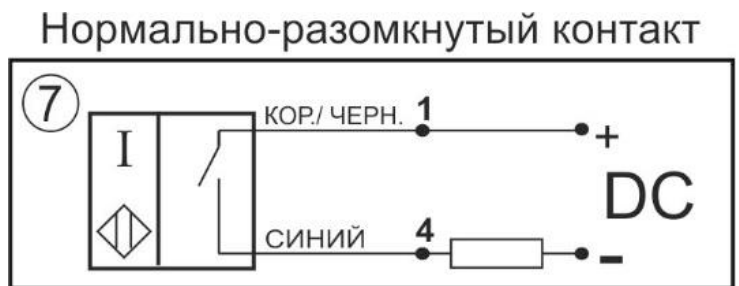 Нормально-разомкнутый контакт
7
КОР./ ЧЕРН. 1
+
I
DC
СИНИЙ 4
-